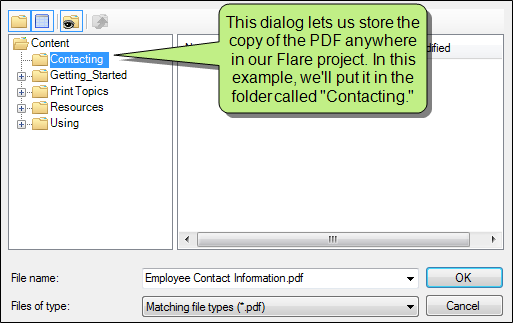 This dialog lets us store the
copy of the PDF anywhere
in our Flare project. In this
example, we'll put it in the
folder called "Contacting."
Content
Contacting
Getting_Started
Print Topics
Resources
Using
File name:
Employee Contact Information.pdf
OK
Files of type:
Matching file types (*.pdf)
Cancel